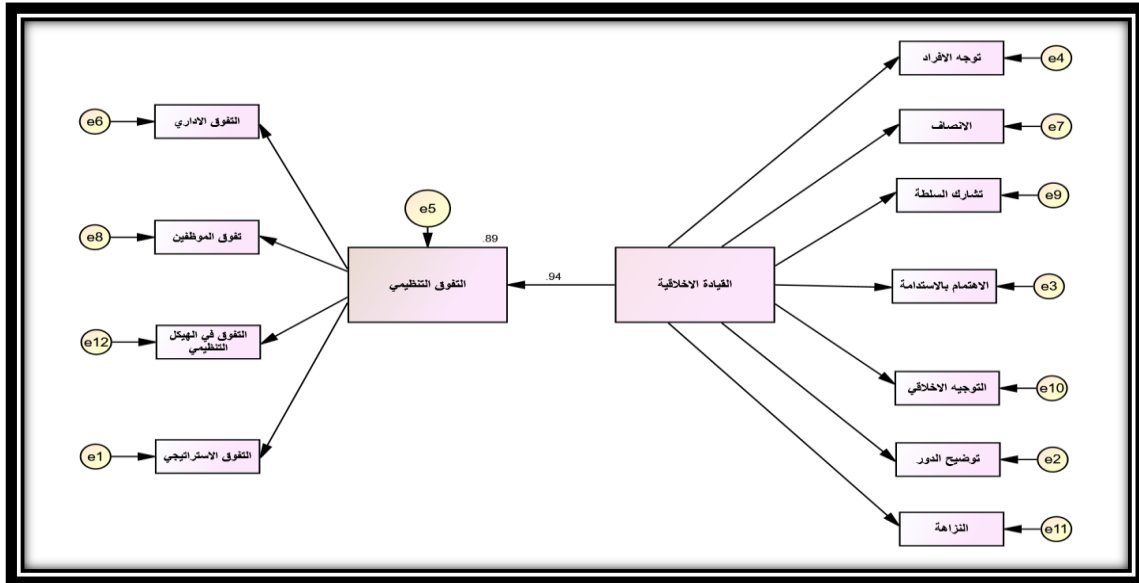 توجه الافراد
e4
الانصاف
e7
تشارك السلطة
e9
الاهتمام بالاستدامة
e3
التوجيه الاخلاقي
e10
توضيح الدور
e2
النزاهة
e11
القيادة الاخلاقية
.94
e5
.89
التفوق التنظيمي
التفوق الاداري
e6
تفوق الموظفين
e8
التفوق في الهيكل
التنظيمي
e12
التفوق الاستراتيجي
e1